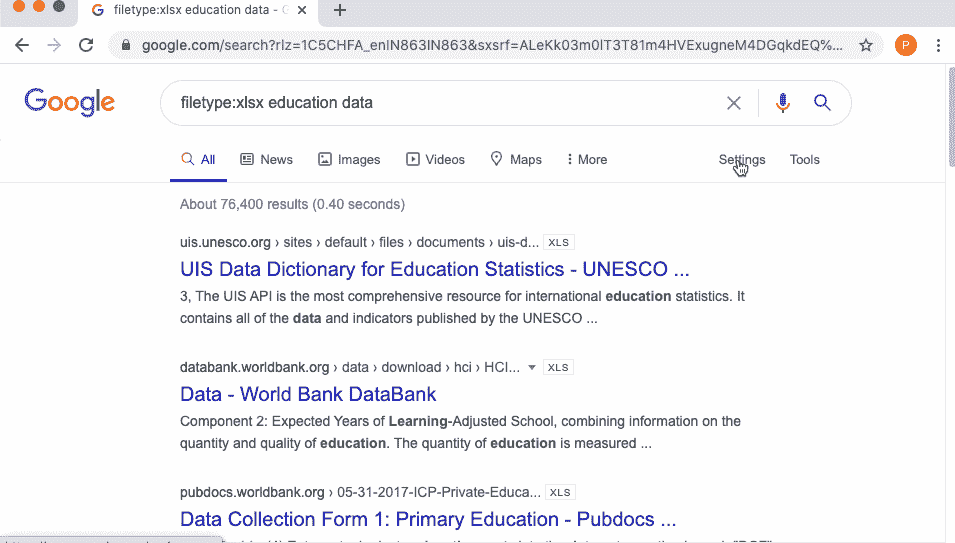 filetype:xlsx education data - G
google.com/search?rlz=1C5CHFA_enIN863IN863&sxsrf=ALeKk03m0lT3T81m4HVExugneM4DGqkdEQ%...
P
Google
filetype:xlsx education data
All News Images Videos Maps More Settings Tools
About 76,400 results (0.40 seconds)
uis.unesco.org › sites › default › files › documents › uis-d... XLS
UIS Data Dictionary for Education Statistics - UNESCO ...
3, The UIS API is the most comprehensive resource for international education statistics. It
contains all of the data and indicators published by the UNESCO ...
databank.worldbank.org › data › download › hci › HCI... XLS
Data - World Bank DataBank
Component 2: Expected Years of Learning-Adjusted School, combining information on the
quantity and quality of education. The quantity of education is measured ...
pubdocs.worldbank.org › 05-31-2017-ICP-Private-Educa... XLS
Data Collection Form 1: Primary Education - Pubdocs ...